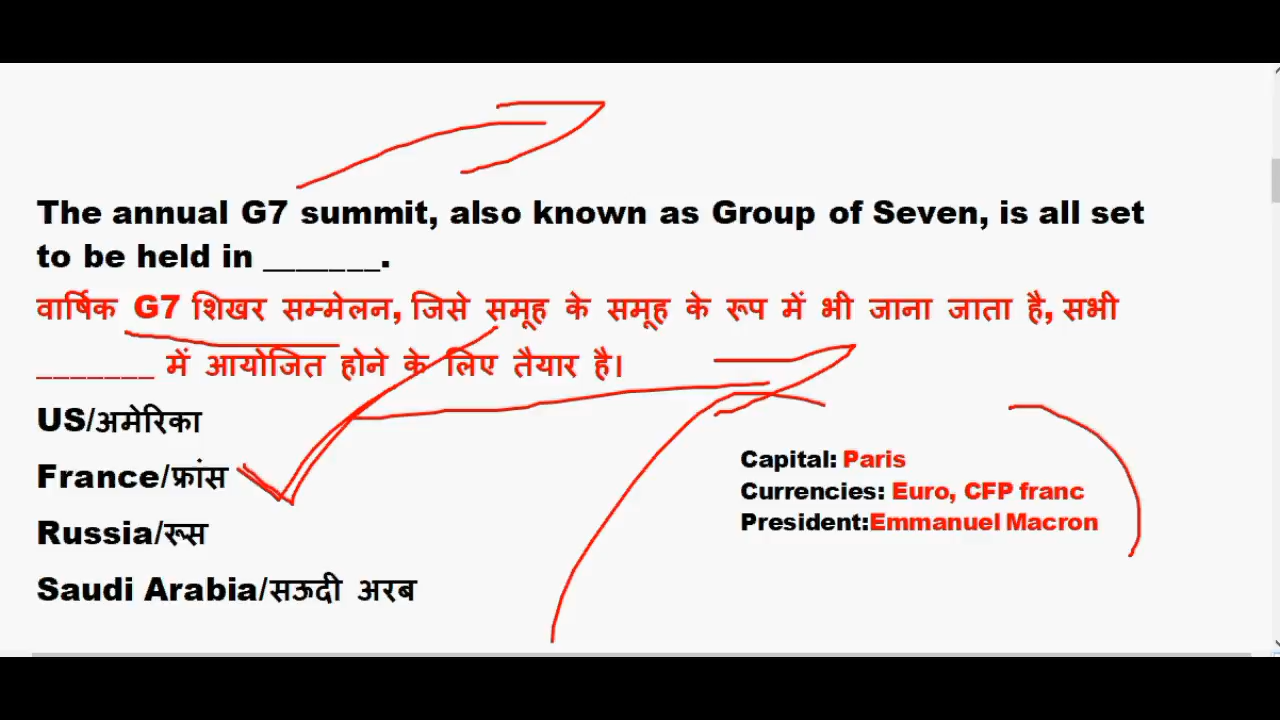 The annual G7 summit, also known as Group of Seven, is all set
to be held in _______.
वार्षिक G7 शिखर सम्मेलन, जिसे समूह के समूह के रूप में भी जाना जाता है, सभी
_______ में आयोजित होने के लिए तैयार है।
US/अमेरिका
France/फ्रांस
Russia/रूस
Saudi Arabia/सऊदी अरब
Capital: Paris
Currencies: Euro, CFP franc
President:Emmanuel Macron